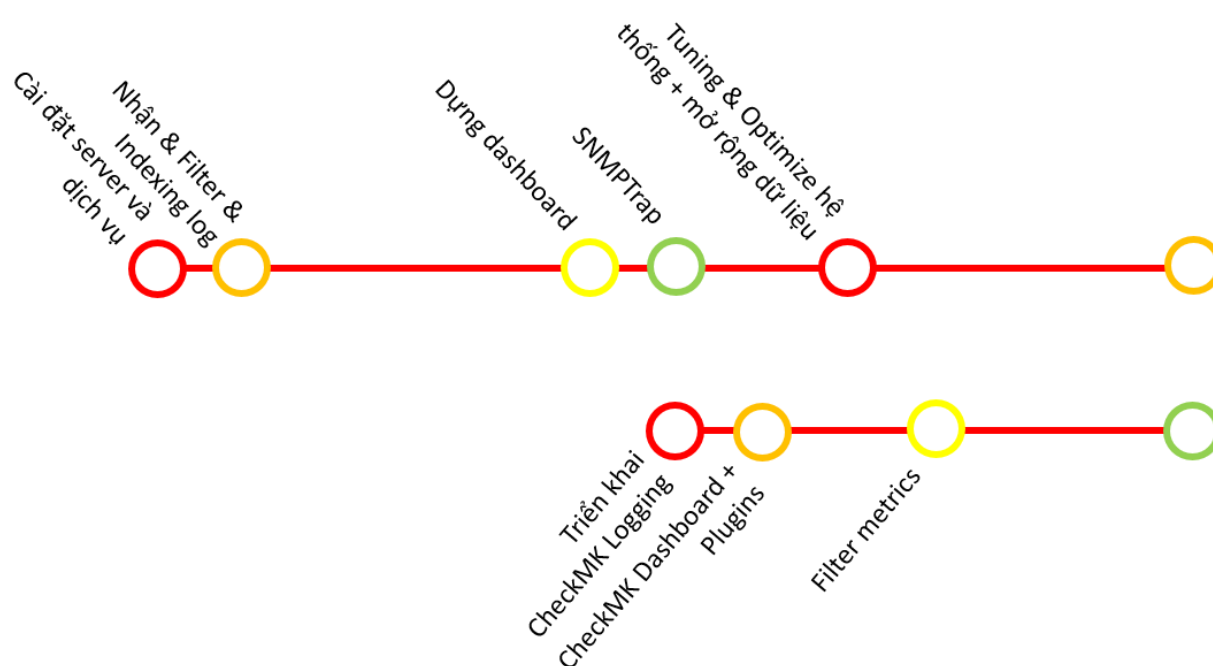 Cài đặt server và
dịch vụ
Nhận & Filter &
Indexing log
Dựng dashboard
SNMPTrap
Tuning & Optimize hệ
thống + mở rộng dữ liệu
Triển khai
CheckMK Logging
CheckMK Dashboard +
Plugins
Filter metrics